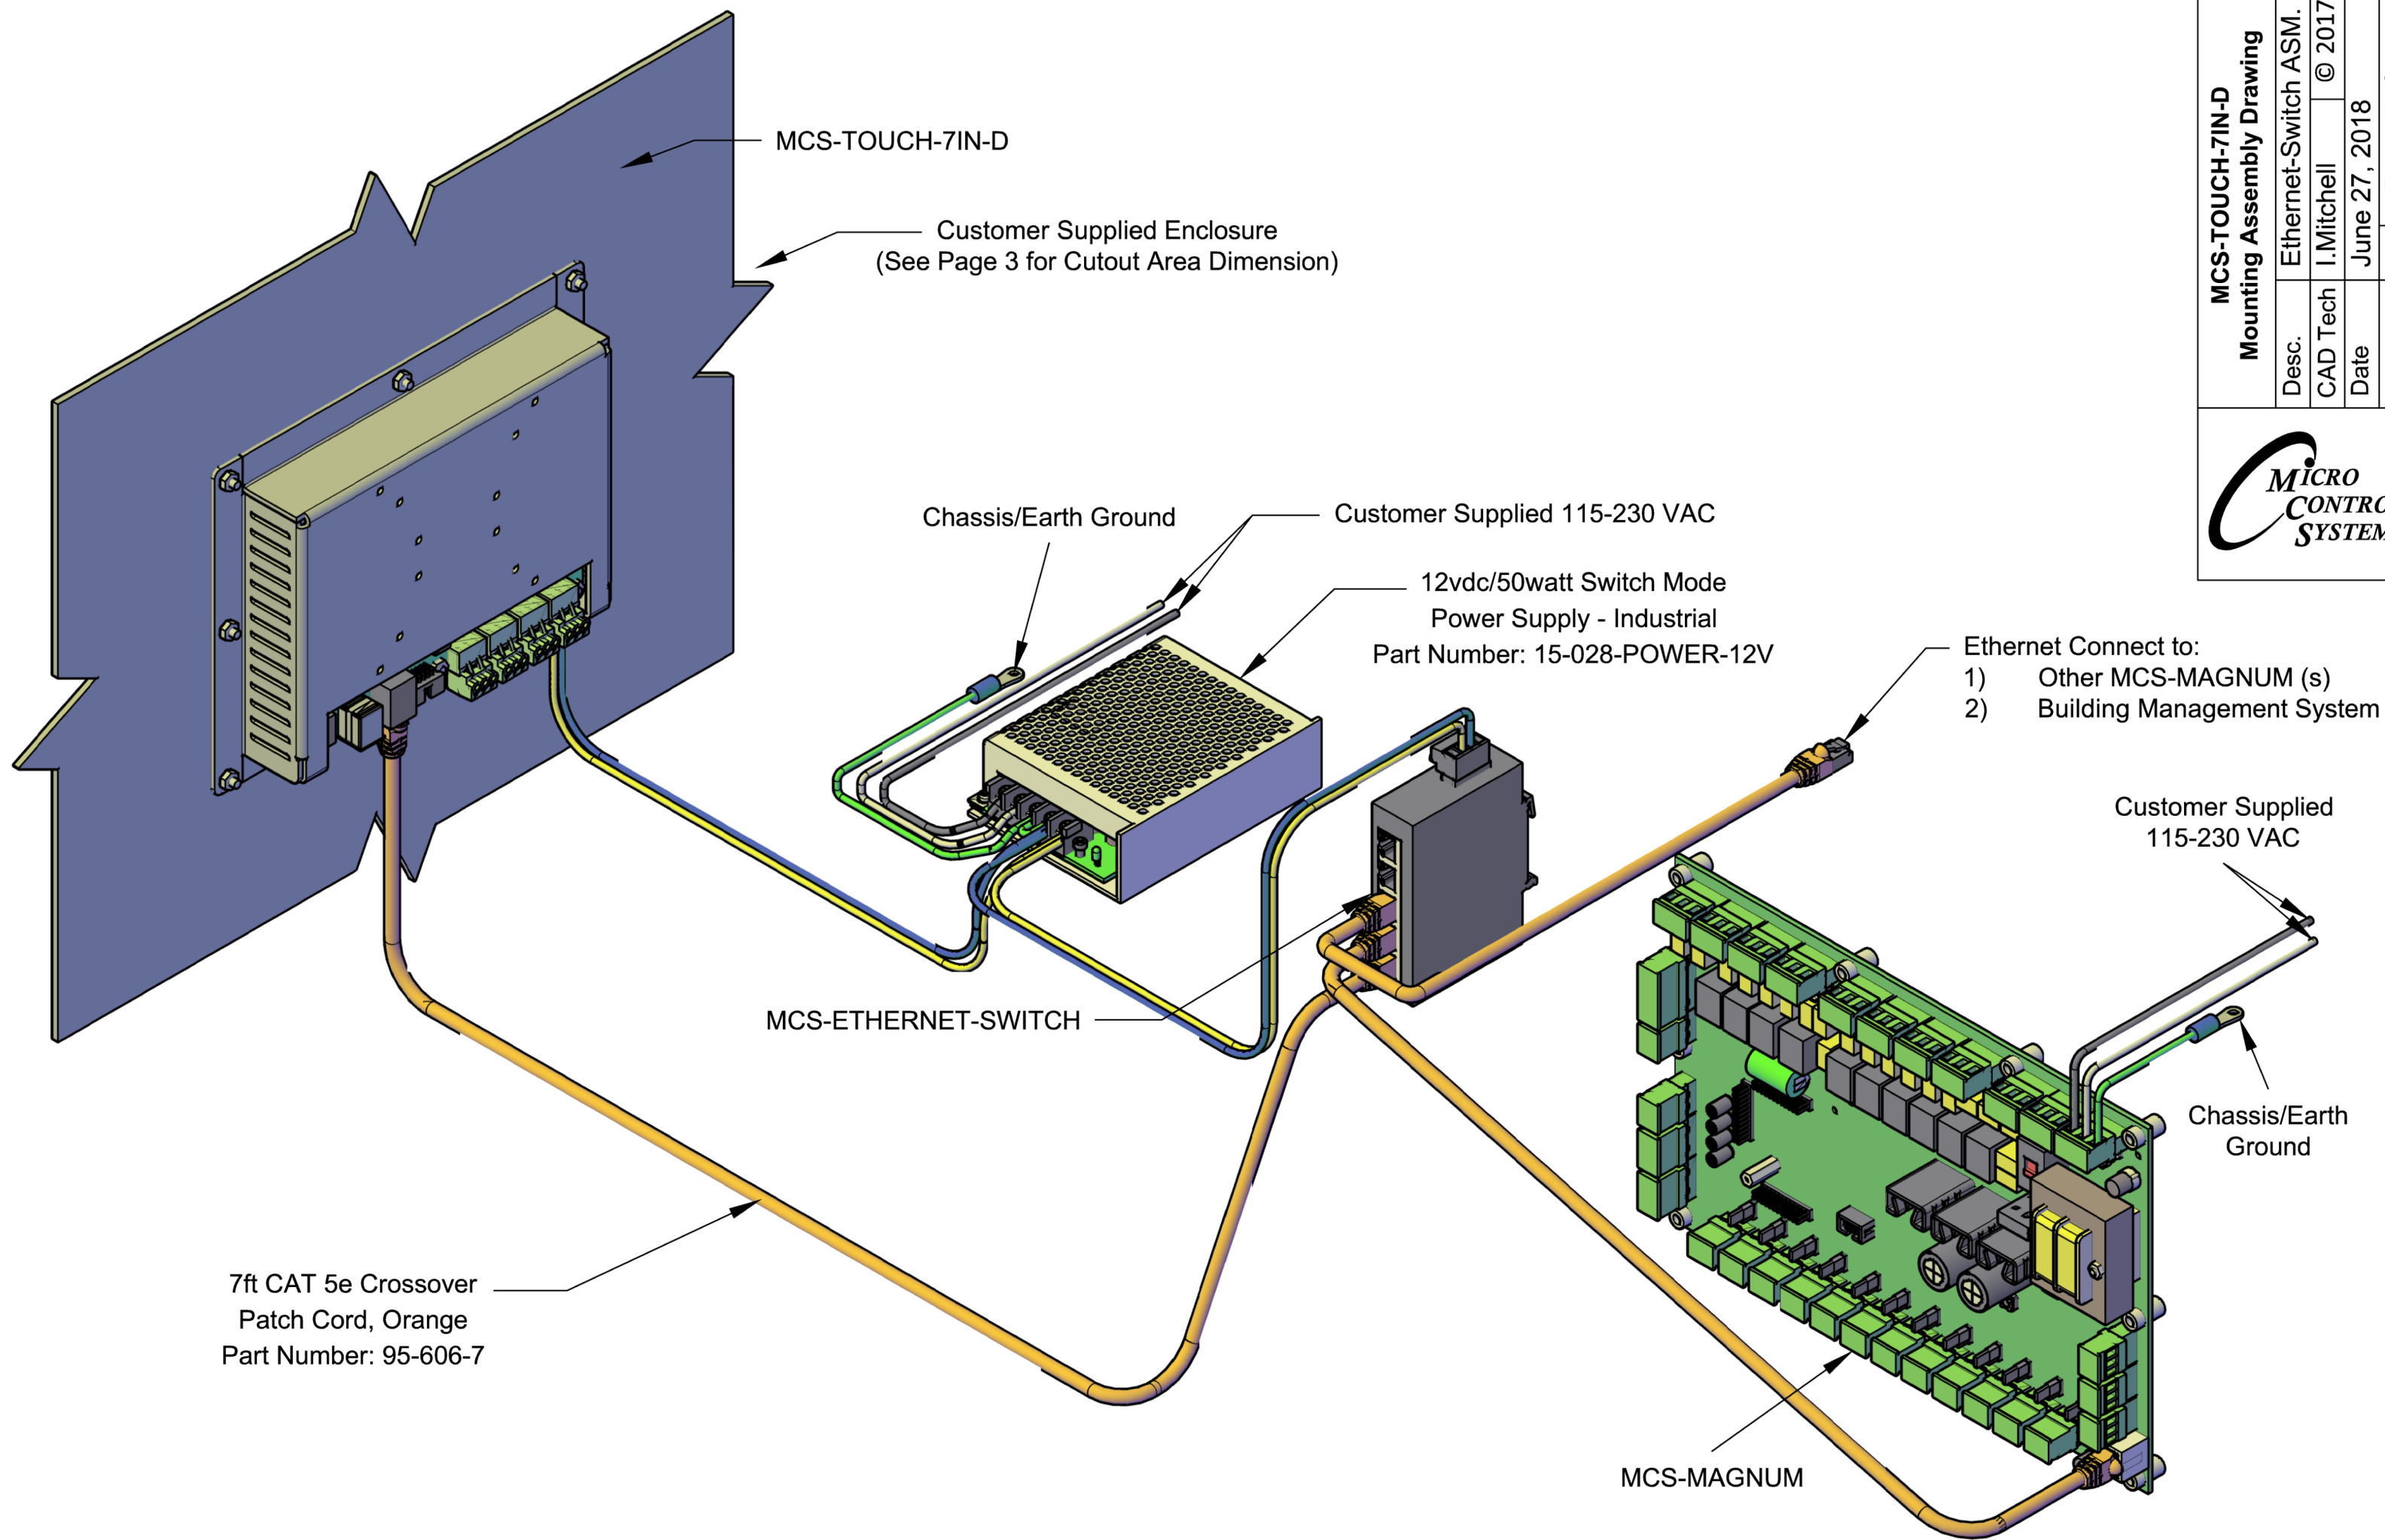 MCS-TOUCH-7IN-D
Mounting Assembly Drawing
Desc. Ethernet-Switch ASM.
CAD Tech I.Mitchell © 2017
Date June 27, 2018
MICRO
SYSTEM
MCS-TOUCH-7IN-D
Customer Supplied Enclosure
(See Page 3 for Cutout Area Dimension)
Chassis/Earth Ground
Customer Supplied 115-230 VAC
12vdc/50watt Switch Mode
Power Supply - Industrial
Part Number: 15-028-POWER-12V
Ethernet Connect to:
1) Other MCS-MAGNUM (s)
2) Building Management System
Customer Supplied
115-230 VAC
MCS-ETHERNET-SWITCH
Chassis/Earth
Ground
7ft CAT 5e Crossover
Patch Cord, Orange
Part Number: 95-606-7
MCS-MAGNUM